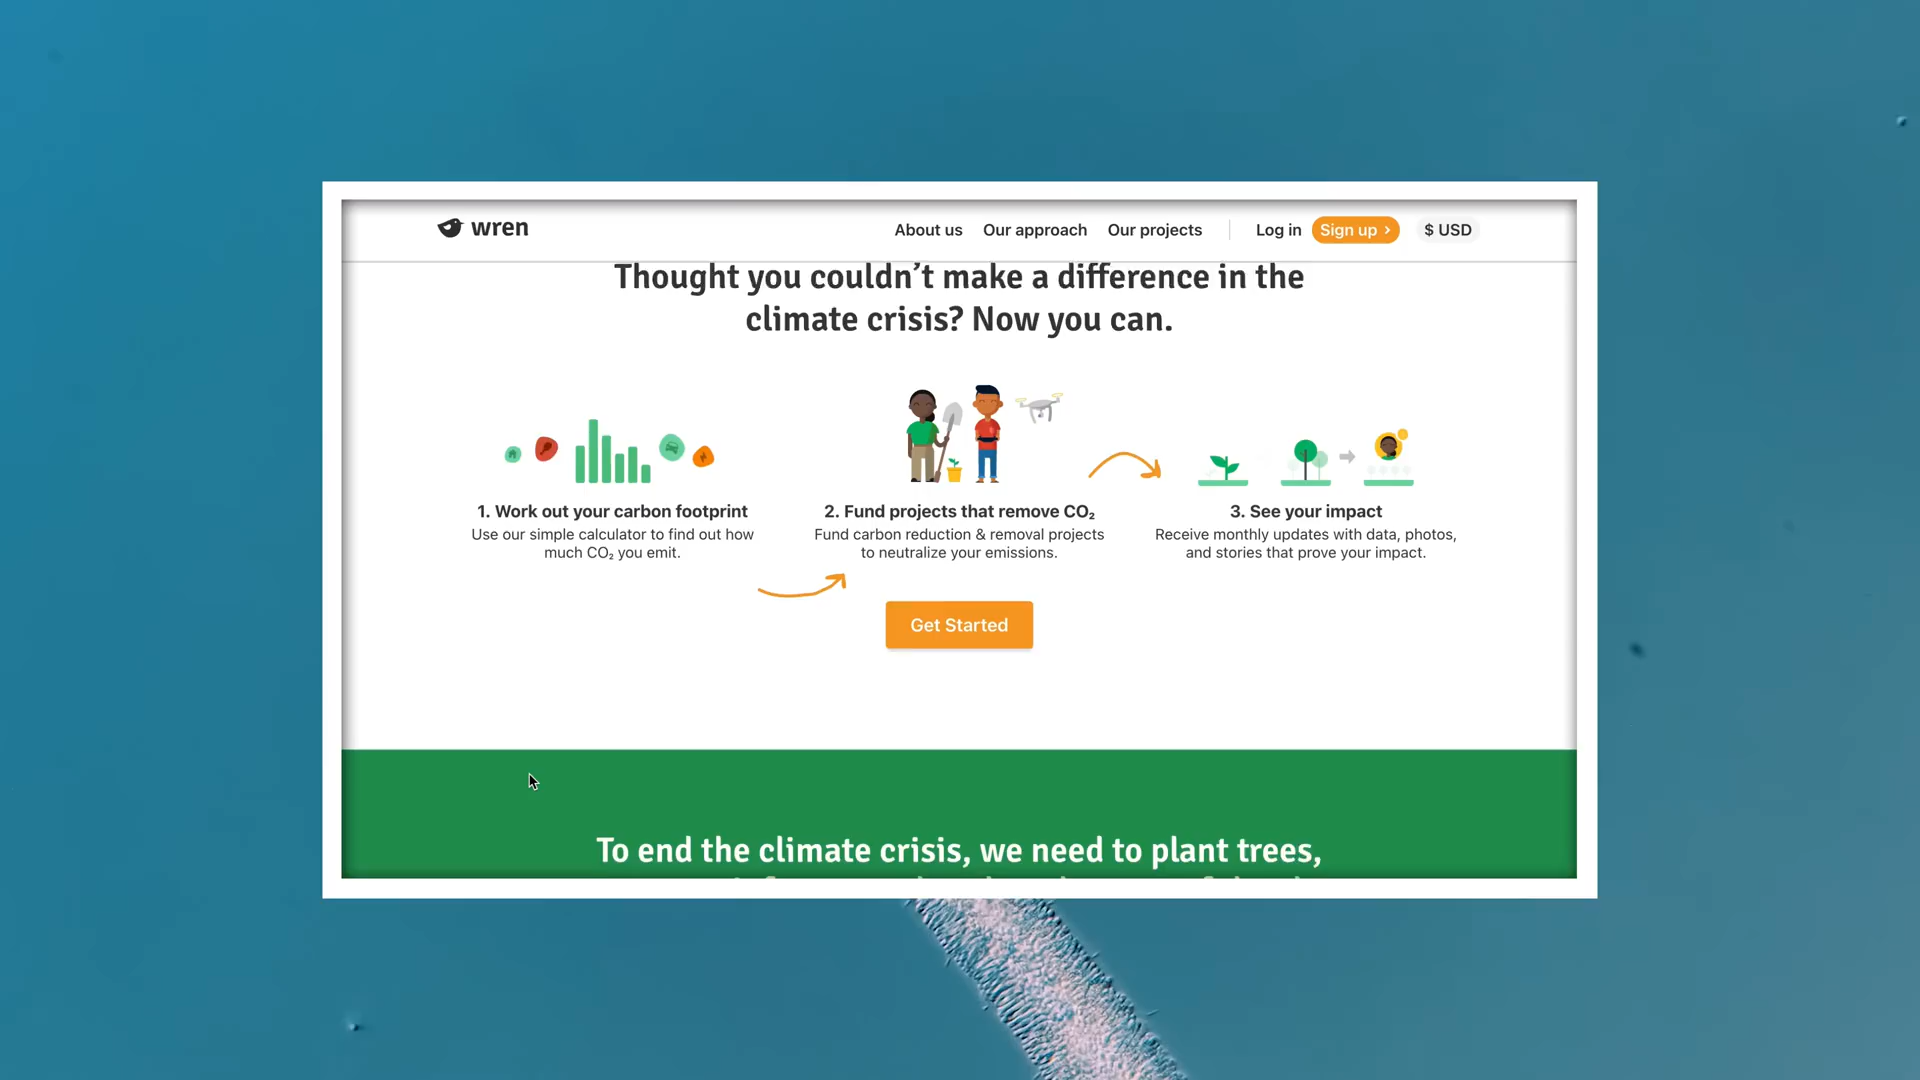 wren
About us Our approach Our projects Log in Sign up > $ USD
Thought you couldn’t make a difference in the
climate crisis? Now you can.
1. Work out your carbon footprint
Use our simple calculator to find out how
much CO₂ you emit.
2. Fund projects that remove CO₂
Fund carbon reduction & removal projects
to neutralize your emissions.
3. See your impact
Receive monthly updates with data, photos,
and stories that prove your impact.
Get Started
To end the climate crisis, we need to plant trees,